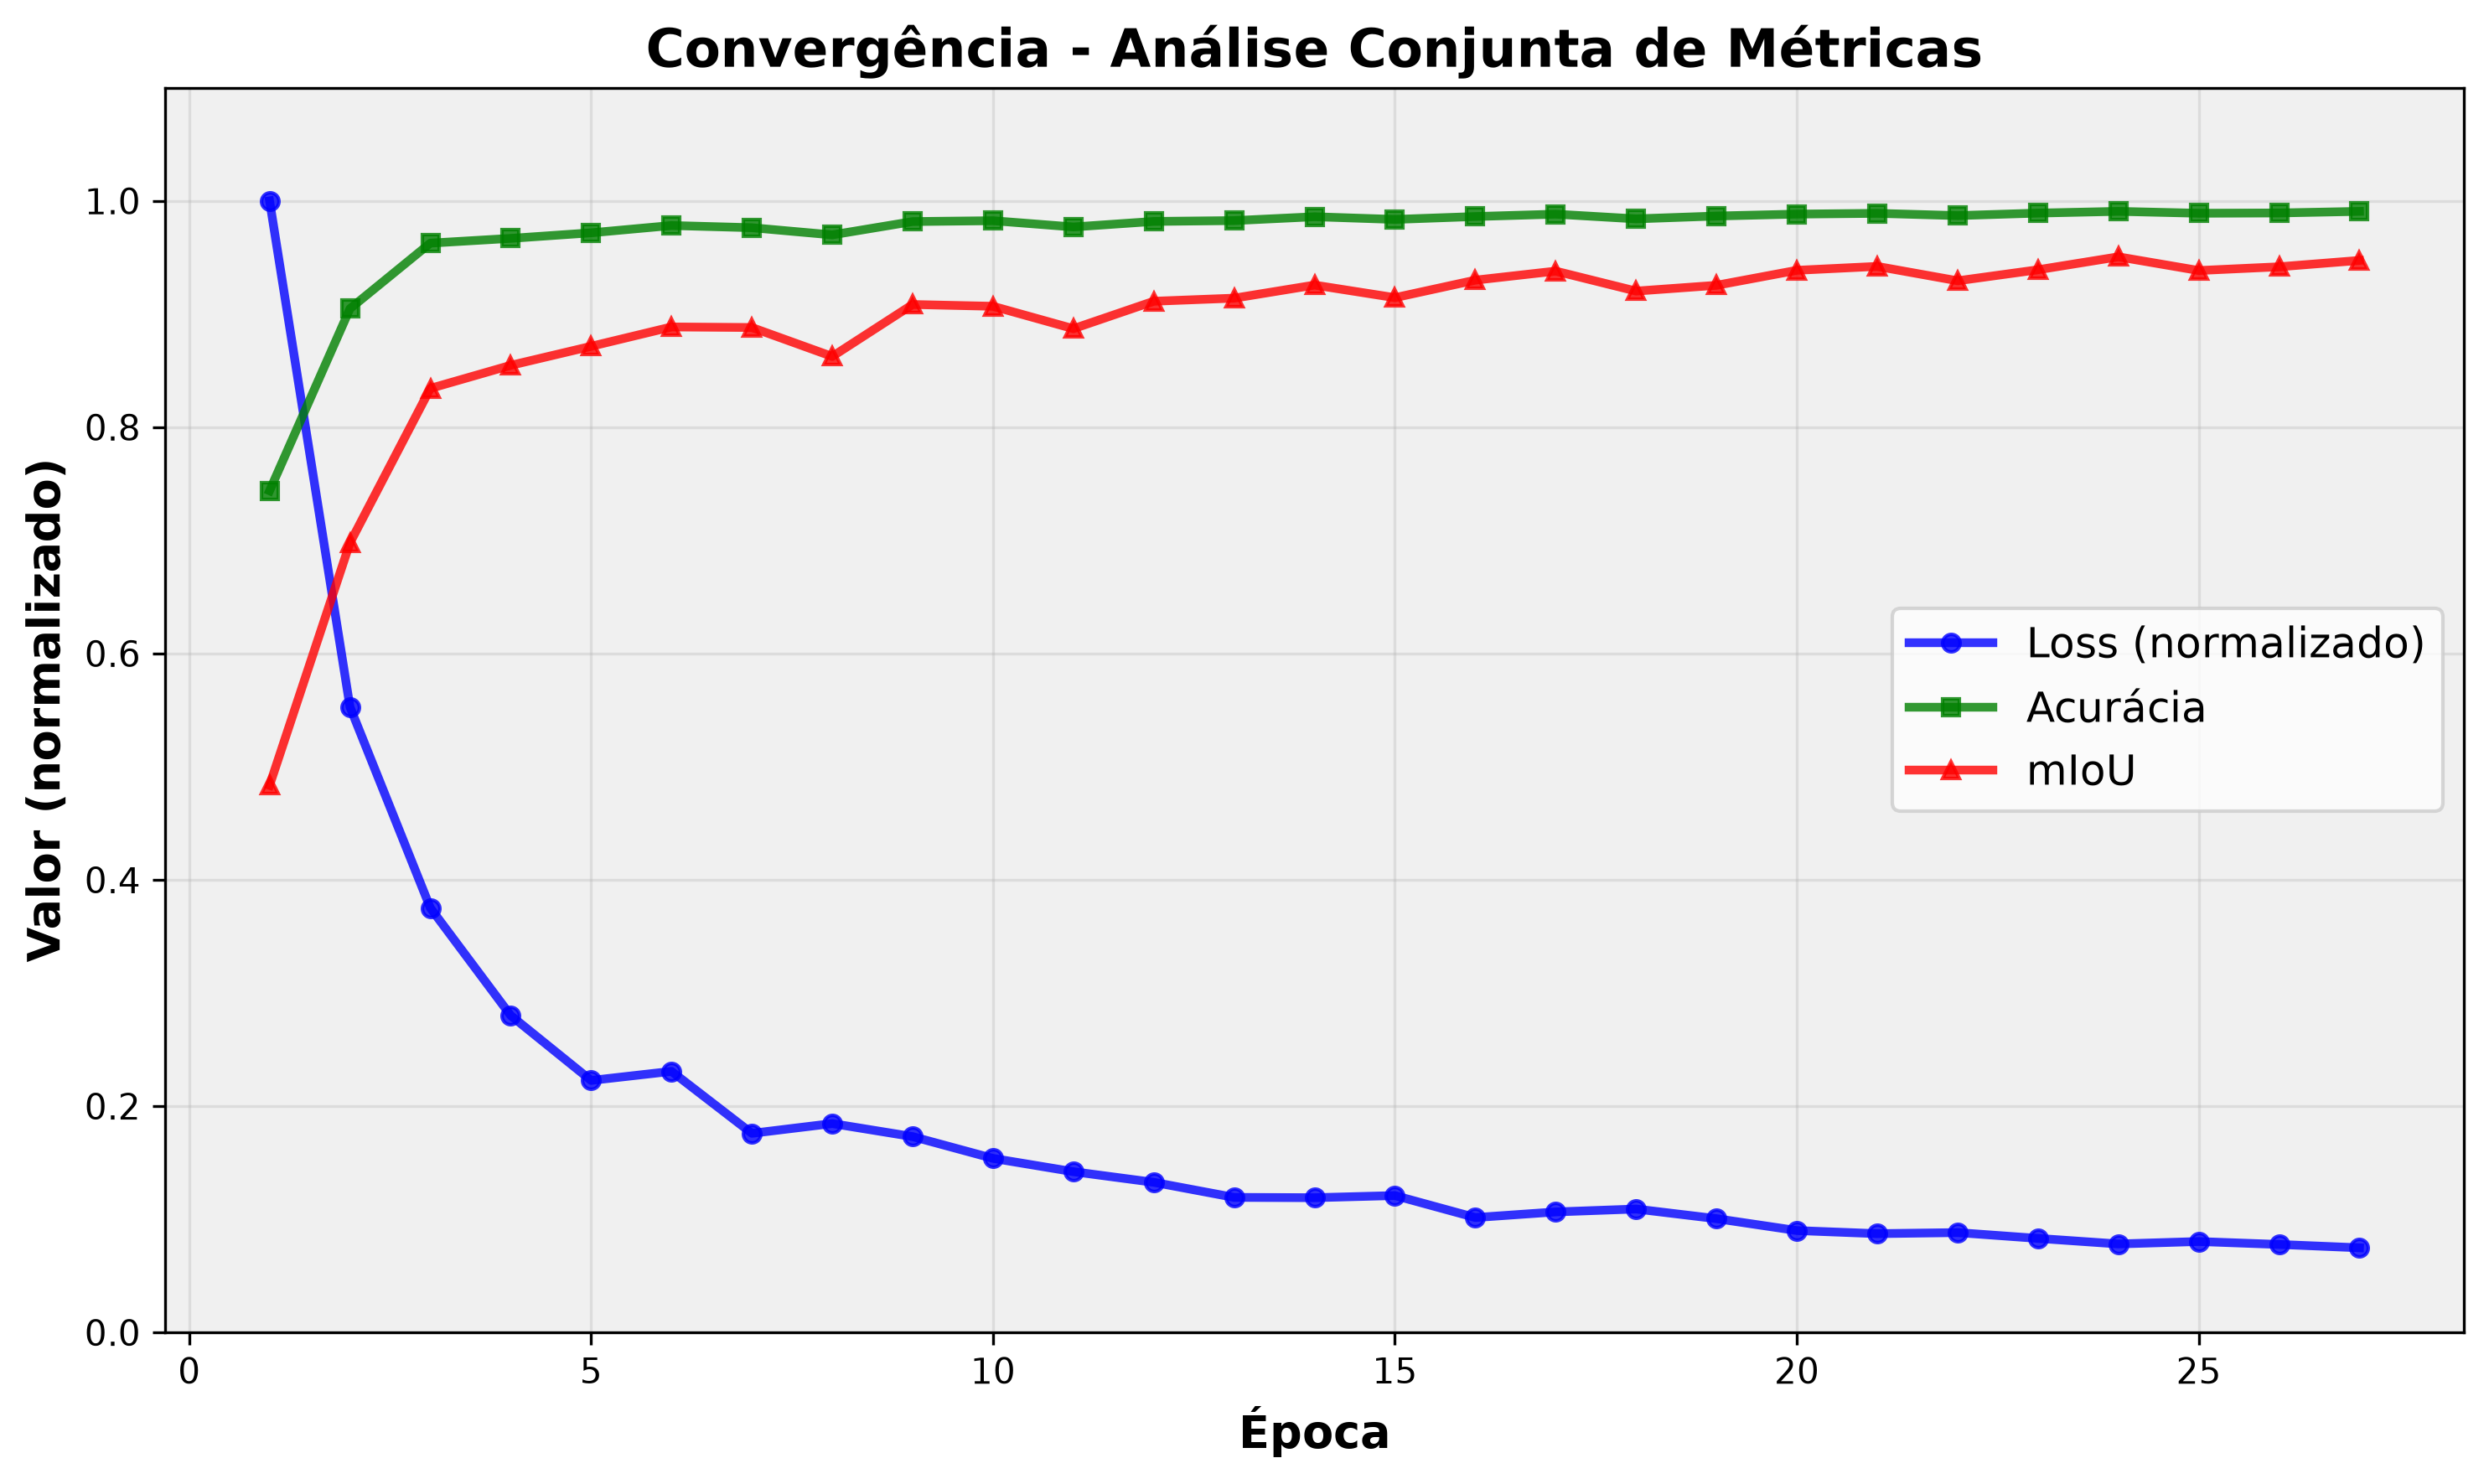 Convergência - Análise Conjunta de Métricas
Valor (normalizado)
1.0
0.8
0.6
0.4
0.2
0.0
Loss (normalizado)
Acurácia
mIoU
0 5 10 15 20 25
Época